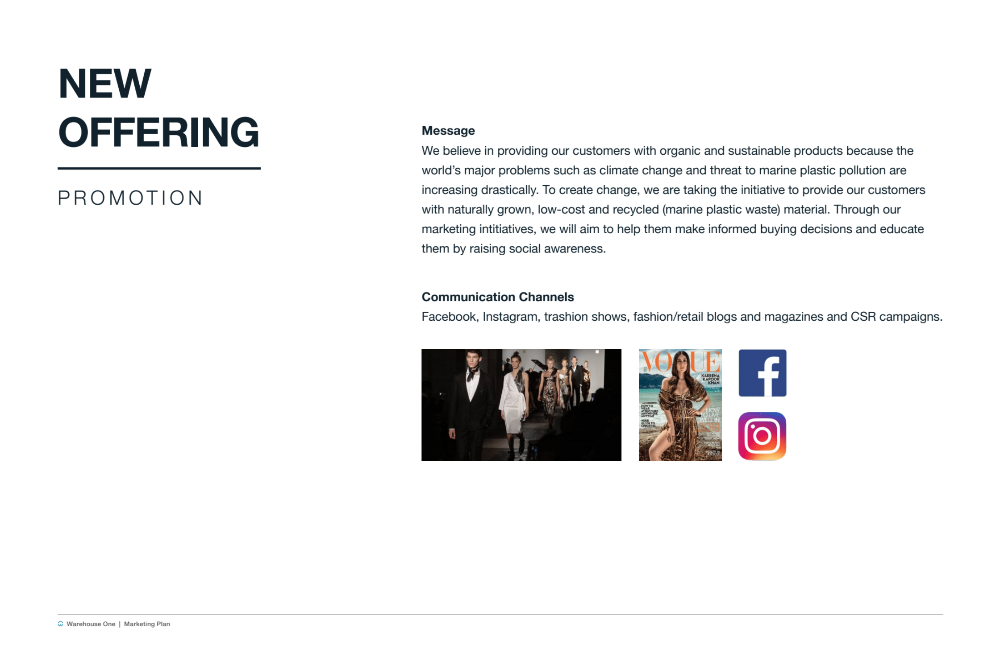 NEW
OFFERING
PROMOTION
Message
We believe in providing our customers with organic and sustainable products because the
world’s major problems such as climate change and threat to marine plastic pollution are
increasing drastically. To create change, we are taking the initiative to provide our customers
with naturally grown, low-cost and recycled (marine plastic waste) material. Through our
marketing intitiatives, we will aim to help them make informed buying decisions and educate
them by raising social awareness.
Communication Channels
Facebook, Instagram, trashion shows, fashion/retail blogs and magazines and CSR campaigns.
VOGUE
INDIA
KAREENA
KAPOOR
KHAN
HOW TO
WEAR
ATHLEISURE
ANYWHERE,
ANYTIME
YOUR
GUIDE TO
CHEATING
HOW
TO LIVE
WELL IN
2018
f
Warehouse One | Marketing Plan